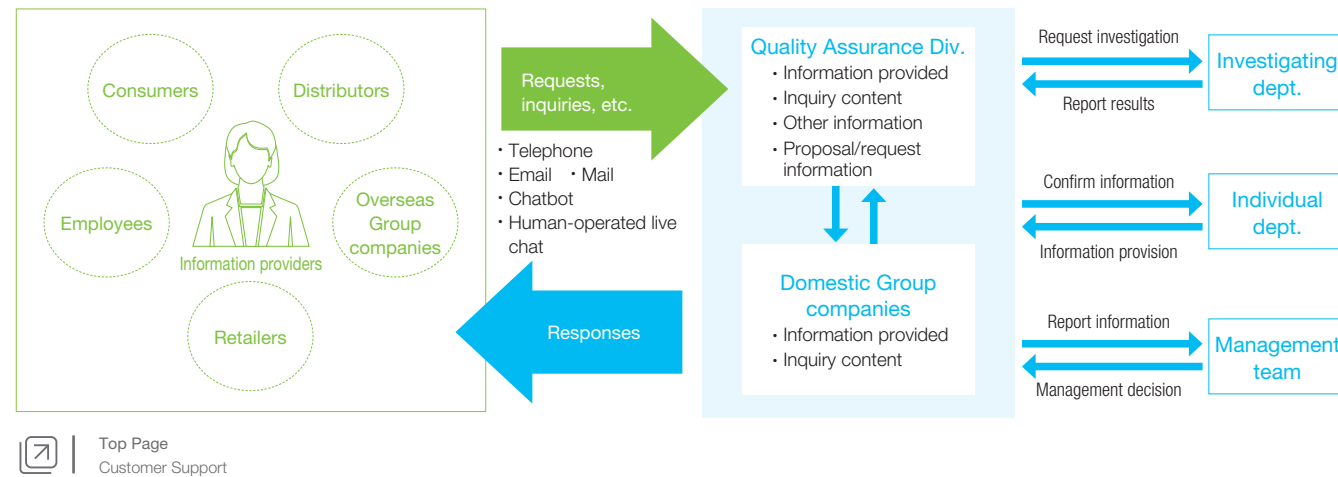 Consumers
Distributors
Employees
Overseas
Group
companies
Information providers
Retailers
Requests,
inquiries, etc.
・Telephone
・Email ・Mail
・Chatbot
・Human-operated live
chat
Responses
Quality Assurance Div.
・Information provided
・Inquiry content
・Other information
・Proposal/request
information
Domestic Group
companies
・Information provided
・Inquiry content
Request investigation
Report results
Investigating
dept.
Confirm information
Information provision
Individual
dept.
Report information
Management decision
Management
team
Top Page
Customer Support